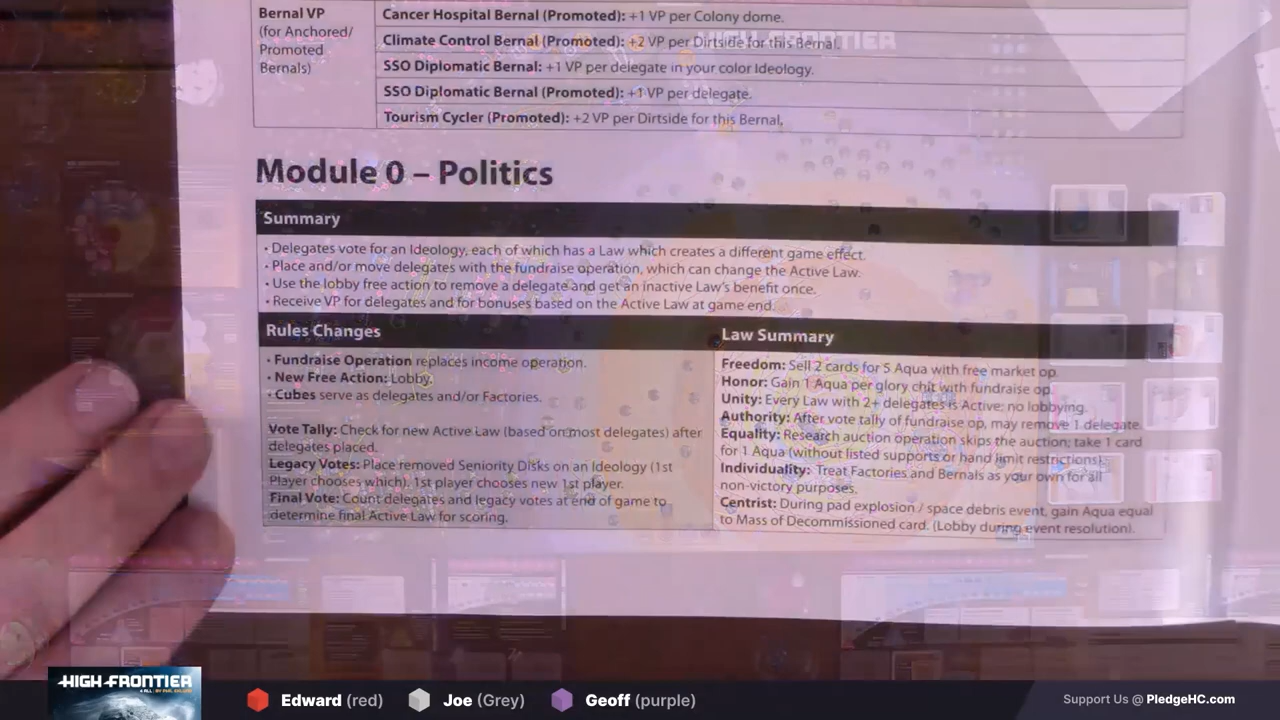 Bernal VP
(for Anchored/
Promoted
Bernals)
Cancer Hospital Bernal (Promoted): +1 VP per Colony dome.
Climate Control Bernal (Promoted): +2 VP per Dirtside for this Bernal.
SSO Diplomatic Bernal: +1 VP per delegate in your color Ideology.
SSO Diplomatic Bernal (Promoted): +1 VP per delegate.
Tourism Cycler (Promoted): +2 VP per Dirtside for this Bernal.
Module 0 – Politics
Summary
• Delegates vote for an Ideology, each of which has a Law which creates a different game effect.
• Place and/or move delegates with the fundraise operation, which can change the Active Law.
• Use the lobby free action to remove a delegate and get an inactive Law's benefit once.
• Receive VP for delegates and for bonuses based on the Active Law at game end.
Rules Changes
• Fundraise Operation replaces income operation.
• New Free Action: Lobby.
• Cubes serve as delegates and/or Factories.
Vote Tally: Check for new Active Law (based on most delegates) after
delegates placed.
Legacy Votes: Place removed Seniority Disks on an Ideology (1st
Player chooses which). 1st player chooses new 1st player.
Final Vote: Count delegates and legacy votes at end of game to
determine final Active Law for scoring.
Law Summary
Freedom: Sell 2 cards for 5 Aqua with free market op.
Honor: Gain 1 Aqua per glory chit with fundraise op.
Unity: Every Law with 2+ delegates is Active; no lobbying.
Authority: After vote tally of fundraise op, may remove 1 delegate.
Equality: Research auction operation skips the auction; take 1 card
for 1 Aqua (without listed supports or hand limit restrictions).
Individuality: Treat Factories and Bernals as your own for all
non-victory purposes.
Centrist: During pad explosion / space debris event, gain Aqua equal
to Mass of Decommissioned card. (Lobby during event resolution).
HIGH FRONTIER
HIGH FRONTIER
4 ALL
Edward (red)
Joe (Grey)
Geoff (purple)
Support Us @ PledgeHC.com